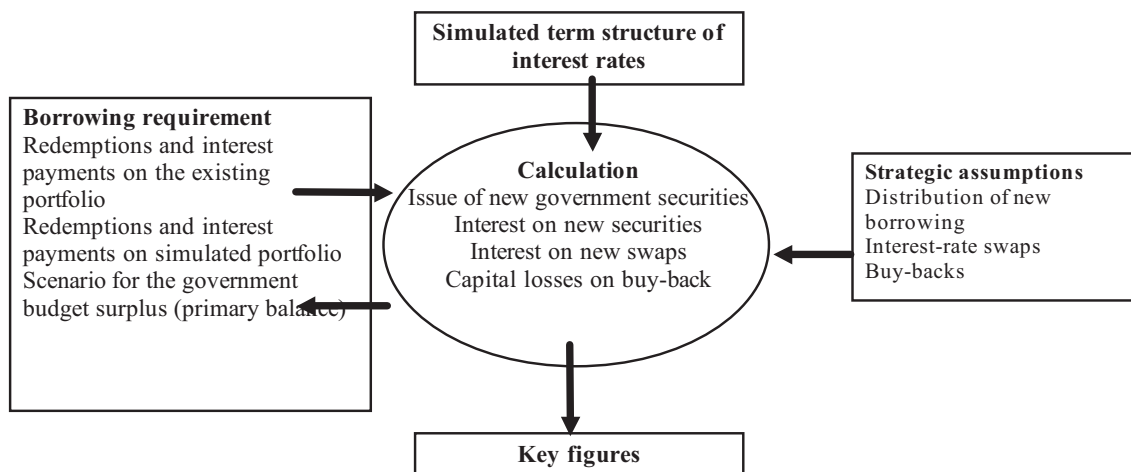 Simulated term structure of
interest rates
Borrowing requirement
Redemptions and interest
payments on the existing
portfolio
Redemptions and interest
payments on simulated portfolio
Scenario for the government
budget surplus (primary balance)
Calculation
Issue of new government securities
Interest on new securities
Interest on new swaps
Capital losses on buy-back
Strategic assumptions
Distribution of new
borrowing
Interest-rate swaps
Buy-backs
Key figures